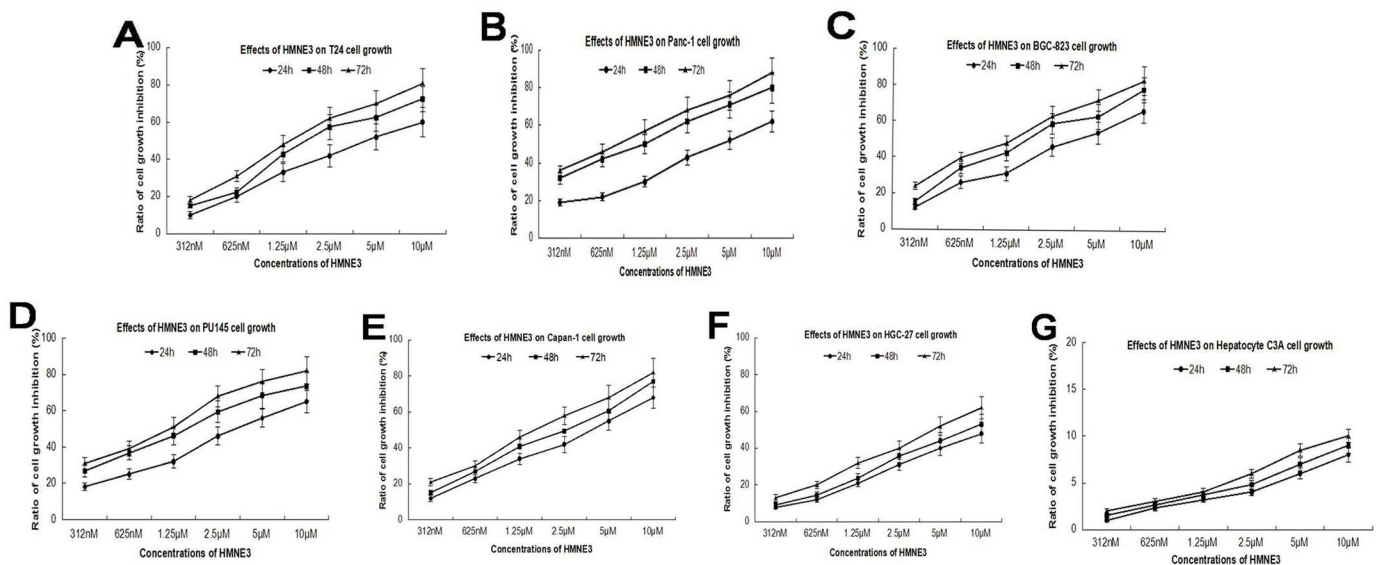 A
Effects of HMNE3 on T24 cell growth
24h 48h 72h
Ratio of cell growth inhibition (%)
100
80
60
40
20
0
312nM 625nM 1.25μM 2.5μM 5μM 10μM
Concentrations of HMNE3
B
Effects of HMNE3 on Panc-1 cell growth
24h 48h 72h
Ratio of cell growth inhibition (%)
100
80
60
40
20
0
312nM 625nM 1.25μM 2.5μM 5μM 10μM
Concentrations of HMNE3
C
Effects of HMNE3 on BGC-823 cell growth
24h 48h 72h
Ratio of cell growth inhibition (%)
100
80
60
40
20
0
312nM 625nM 1.25μM 2.5μM 5μM 10μM
Concentrations of HMNE3
D
Effects of HMNE3 on PU145 cell growth
24h 48h 72h
Ratio of cell growth inhibition (%)
100
80
60
40
20
0
312nM 625nM 1.25μM 2.5μM 5μM 10μM
Concentrations of HMNE3
E
Effects of HMNE3 on Capan-1 cell growth
24h 48h 72h
Ratio of cell growth inhibition (%)
100
80
60
40
20
0
312nM 625nM 1.25μM 2.5μM 5μM 10μM
Concentrations of HMNE3
F
Effects of HMNE3 on HGC-27 cell growth
24h 48h 72h
Ratio of cell growth inhibition (%)
100
80
60
40
20
0
312nM 625nM 1.25μM 2.5μM 5μM 10μM
Concentrations of HMNE3
G
Effects of HMNE3 on Hepatocyte C3A cell growth
24h 48h 72h
Ratio of cell growth inhibition (%)
20
15
10
5
0
312nM 625nM 1.25μM 2.5μM 5μM 10μM
Concentrations of HMNE3